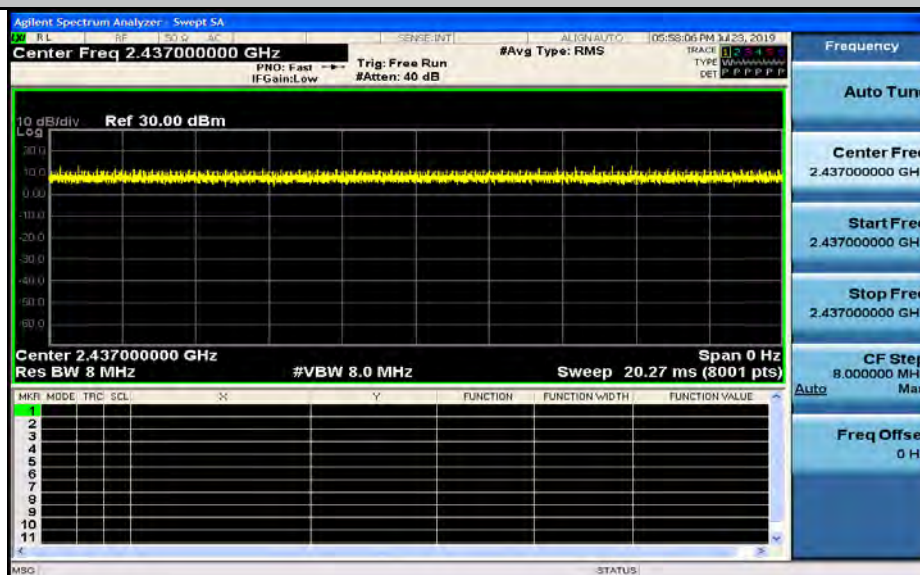 Agilent Spectrum Analyzer - Swept SA
LXI RL RF 50 Ω AC SENSE:INT ALIGN AUTO 05:58:06 PM Jul 23, 2019
Center Freq 2.437000000 GHz #Avg Type: RMS TRACE 1 2 3 4 5 6
PNO: Fast Trig: Free Run TYPE W
IFGain:Low #Atten: 40 dB DET P P P P P P
10 dB/div Ref 30.00 dBm
Log
20.0
10.0
0.00
-10.0
-20.0
-30.0
-40.0
-50.0
-60.0
Center 2.437000000 GHz Span 0 Hz
Res BW 8 MHz #VBW 8.0 MHz Sweep 20.27 ms (8001 pts)
MKR MODE TRC SCL X Y FUNCTION FUNCTION WIDTH FUNCTION VALUE
1
2
3
4
5
6
7
8
9
10
11
MSG STATUS
Frequency
Auto Tun
Center Fre
2.437000000 GH
Start Fre
2.437000000 GH
Stop Fre
2.437000000 GH
CF Ste
8.000000 MH
Auto Ma
Freq Offse
0 H